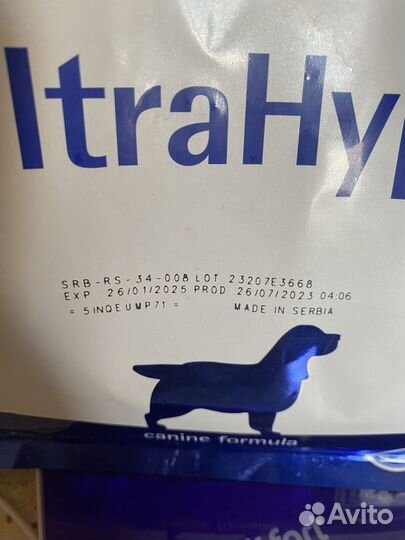 ltraHyp
SRB-RS-34-008 LOT 23207E3668
EXP 26/01/2025 PROD 26/07/2023 04:06
= 5INQEUMP71 = MADE IN SERBIA
canine formula
Avito